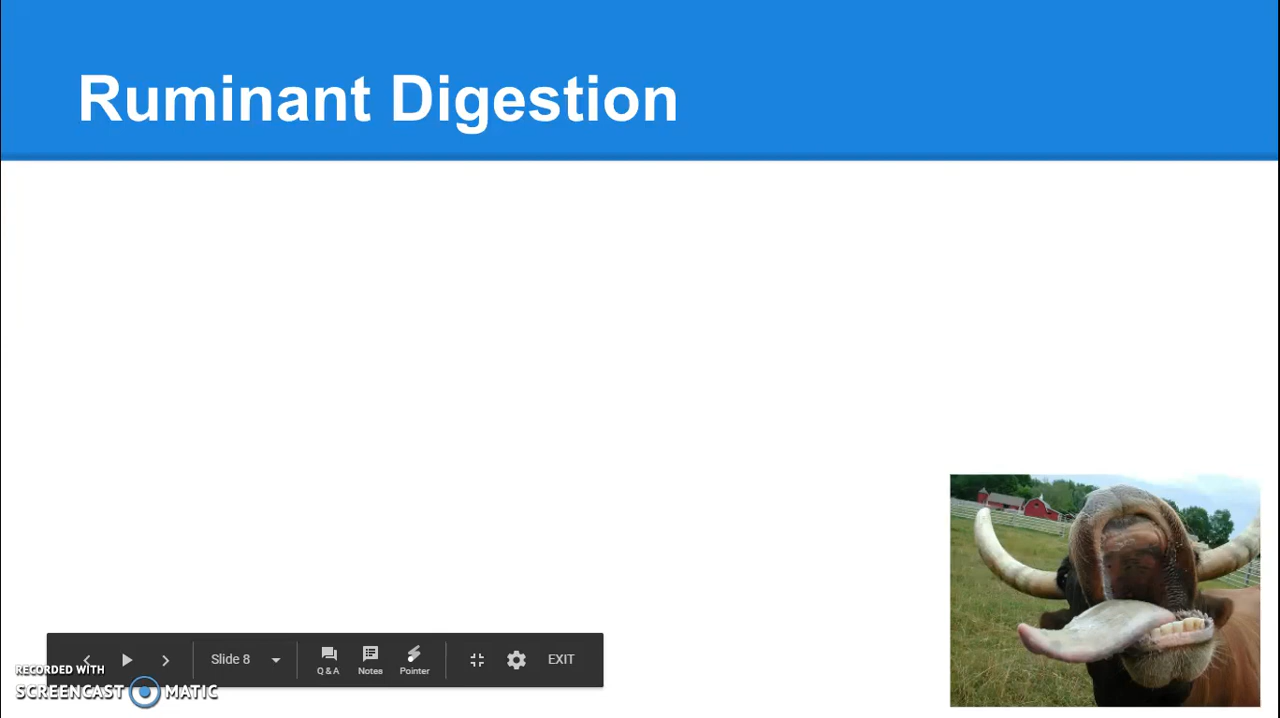 Ruminant Digestion
Slide 8
Q & A
Notes
Pointer
EXIT
RECORDED WITH
SCREENCAST MATIC